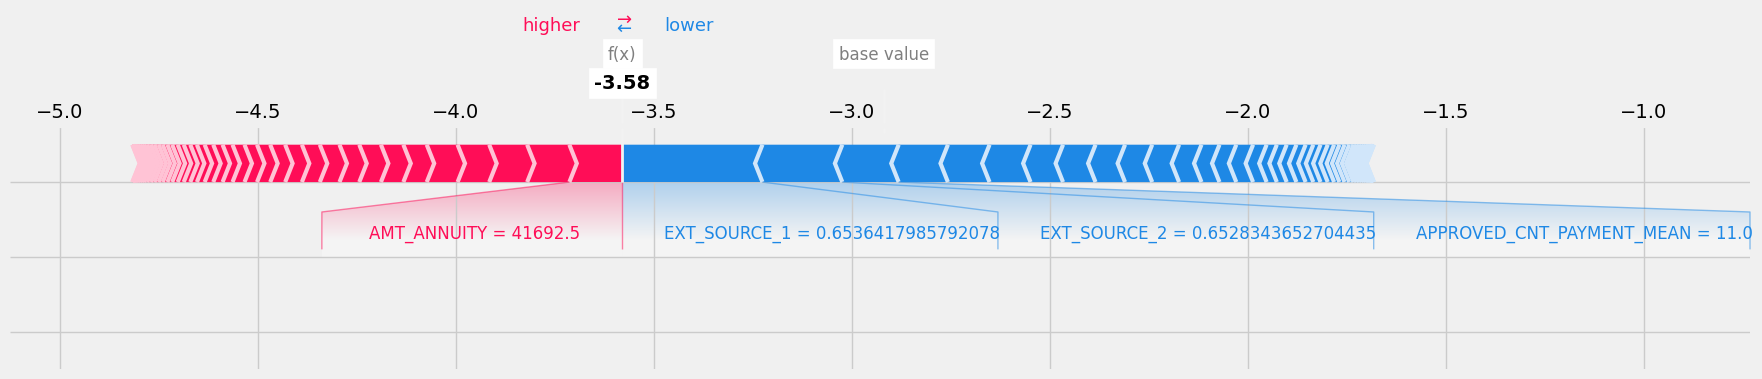 higher → ← lower
f(x) base value
-3.58
−5.0 −4.5 −4.0 −3.5 −3.0 −2.5 −2.0 −1.5 −1.0
AMT_ANNUITY = 41692.5 EXT_SOURCE_1 = 0.6536417985792078 EXT_SOURCE_2 = 0.6528343652704435 APPROVED_CNT_PAYMENT_MEAN = 11.0